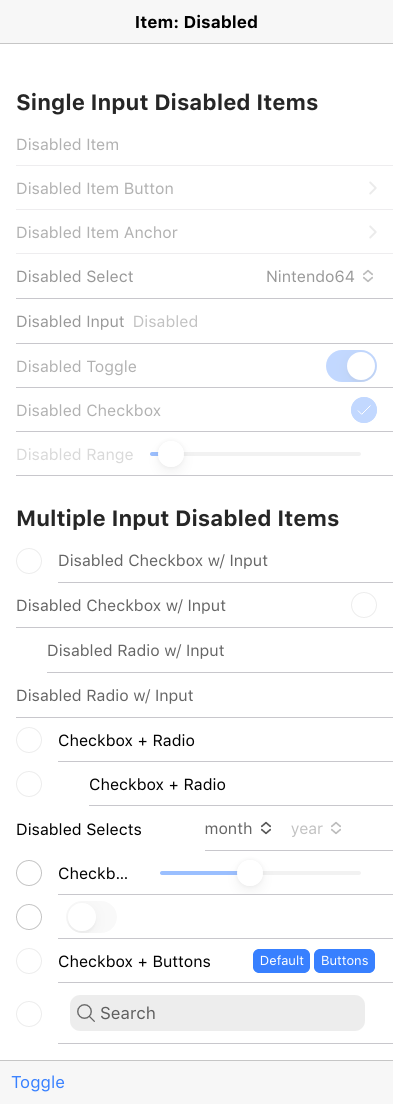 Item: Disabled
Single Input Disabled Items
Disabled Item
Disabled Item Button
Disabled Item Anchor
Disabled Select Nintendo64
Disabled Input Disabled
Disabled Toggle
Disabled Checkbox
Disabled Range
Multiple Input Disabled Items
Disabled Checkbox w/ Input
Disabled Checkbox w/ Input
Disabled Radio w/ Input
Disabled Radio w/ Input
Checkbox + Radio
Checkbox + Radio
Disabled Selects month year
Checkb...
Checkbox + Buttons Default Buttons
Search
Toggle